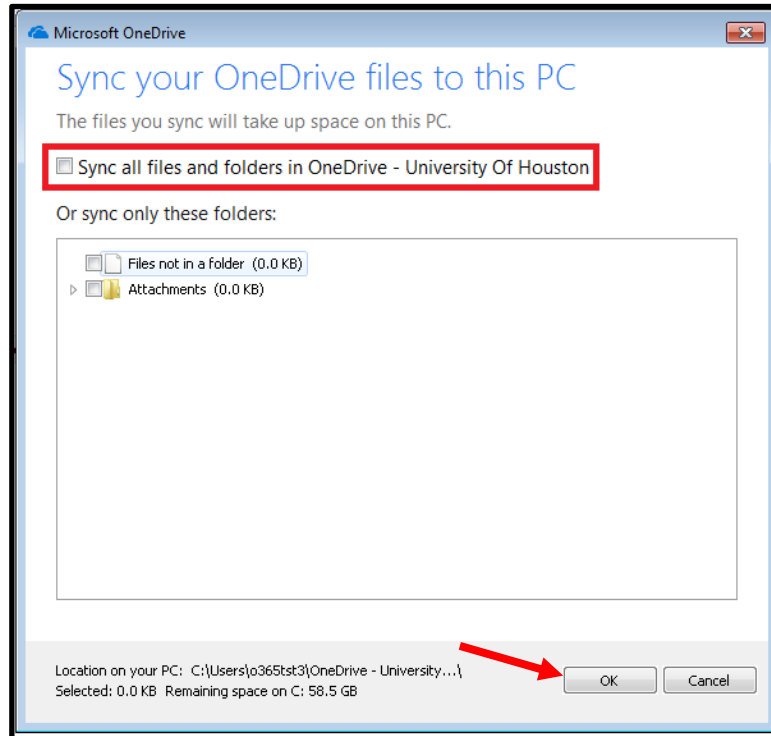 Microsoft OneDrive
Sync your OneDrive files to this PC
The files you sync will take up space on this PC.
Sync all files and folders in OneDrive - University Of Houston
Or sync only these folders:
Files not in a folder (0.0 KB)
Attachments (0.0 KB)
Location on your PC: C:\Users\o365tst3\OneDrive - University...\
Selected: 0.0 KB Remaining space on C: 58.5 GB
OK
Cancel